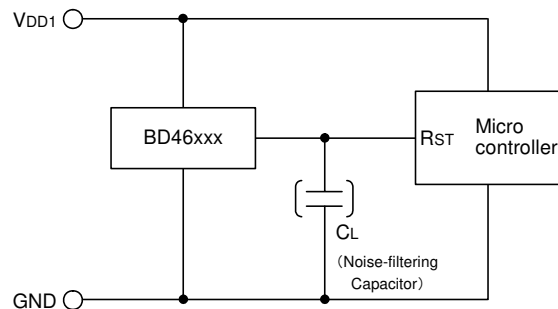 VDD1
BD46xxx
RST
Micro
controller
CL
（Noise-filtering
Capacitor）
GND